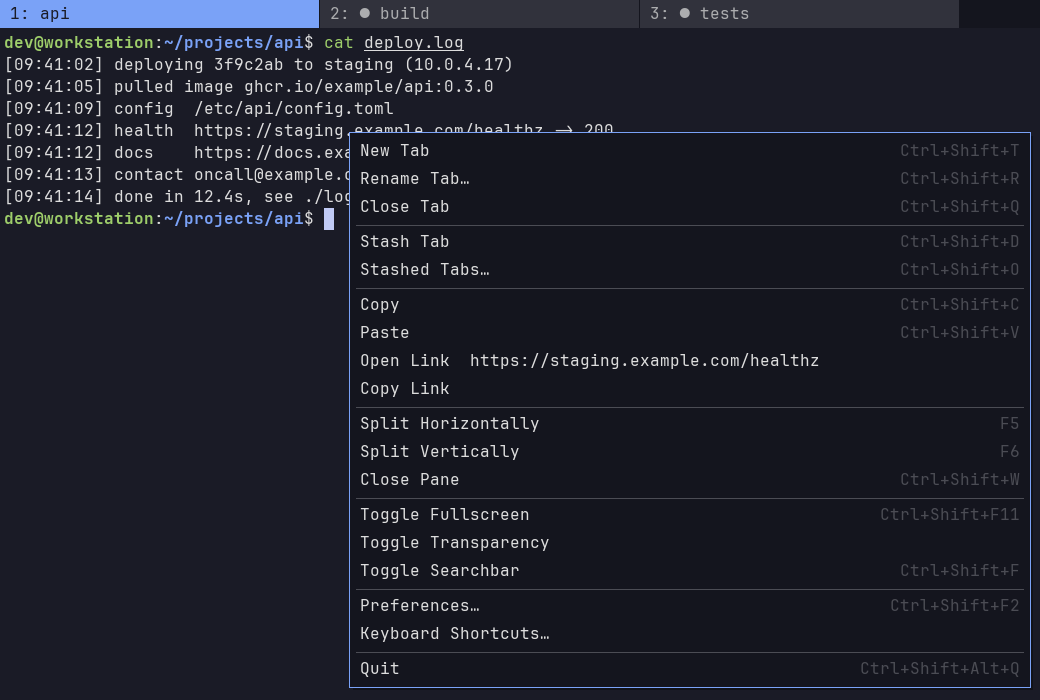 1: api
2: ● build
3: ● tests
dev@workstation:~/projects/api$ cat deploy.log
[09:41:02] deploying 3f9c2ab to staging (10.0.4.17)
[09:41:05] pulled image ghcr.io/example/api:0.3.0
[09:41:09] config  /etc/api/config.toml
[09:41:12] health  https://staging.example.com/healthz → 200
[09:41:12] docs    https://docs.exa
[09:41:13] contact oncall@example.c
[09:41:14] done in 12.4s, see ./log
dev@workstation:~/projects/api$
New Tab Ctrl+Shift+T
Rename Tab… Ctrl+Shift+R
Close Tab Ctrl+Shift+Q
Stash Tab Ctrl+Shift+D
Stashed Tabs… Ctrl+Shift+O
Copy Ctrl+Shift+C
Paste Ctrl+Shift+V
Open Link  https://staging.example.com/healthz
Copy Link
Split Horizontally F5
Split Vertically F6
Close Pane Ctrl+Shift+W
Toggle Fullscreen Ctrl+Shift+F11
Toggle Transparency
Toggle Searchbar Ctrl+Shift+F
Preferences… Ctrl+Shift+F2
Keyboard Shortcuts…
Quit Ctrl+Shift+Alt+Q